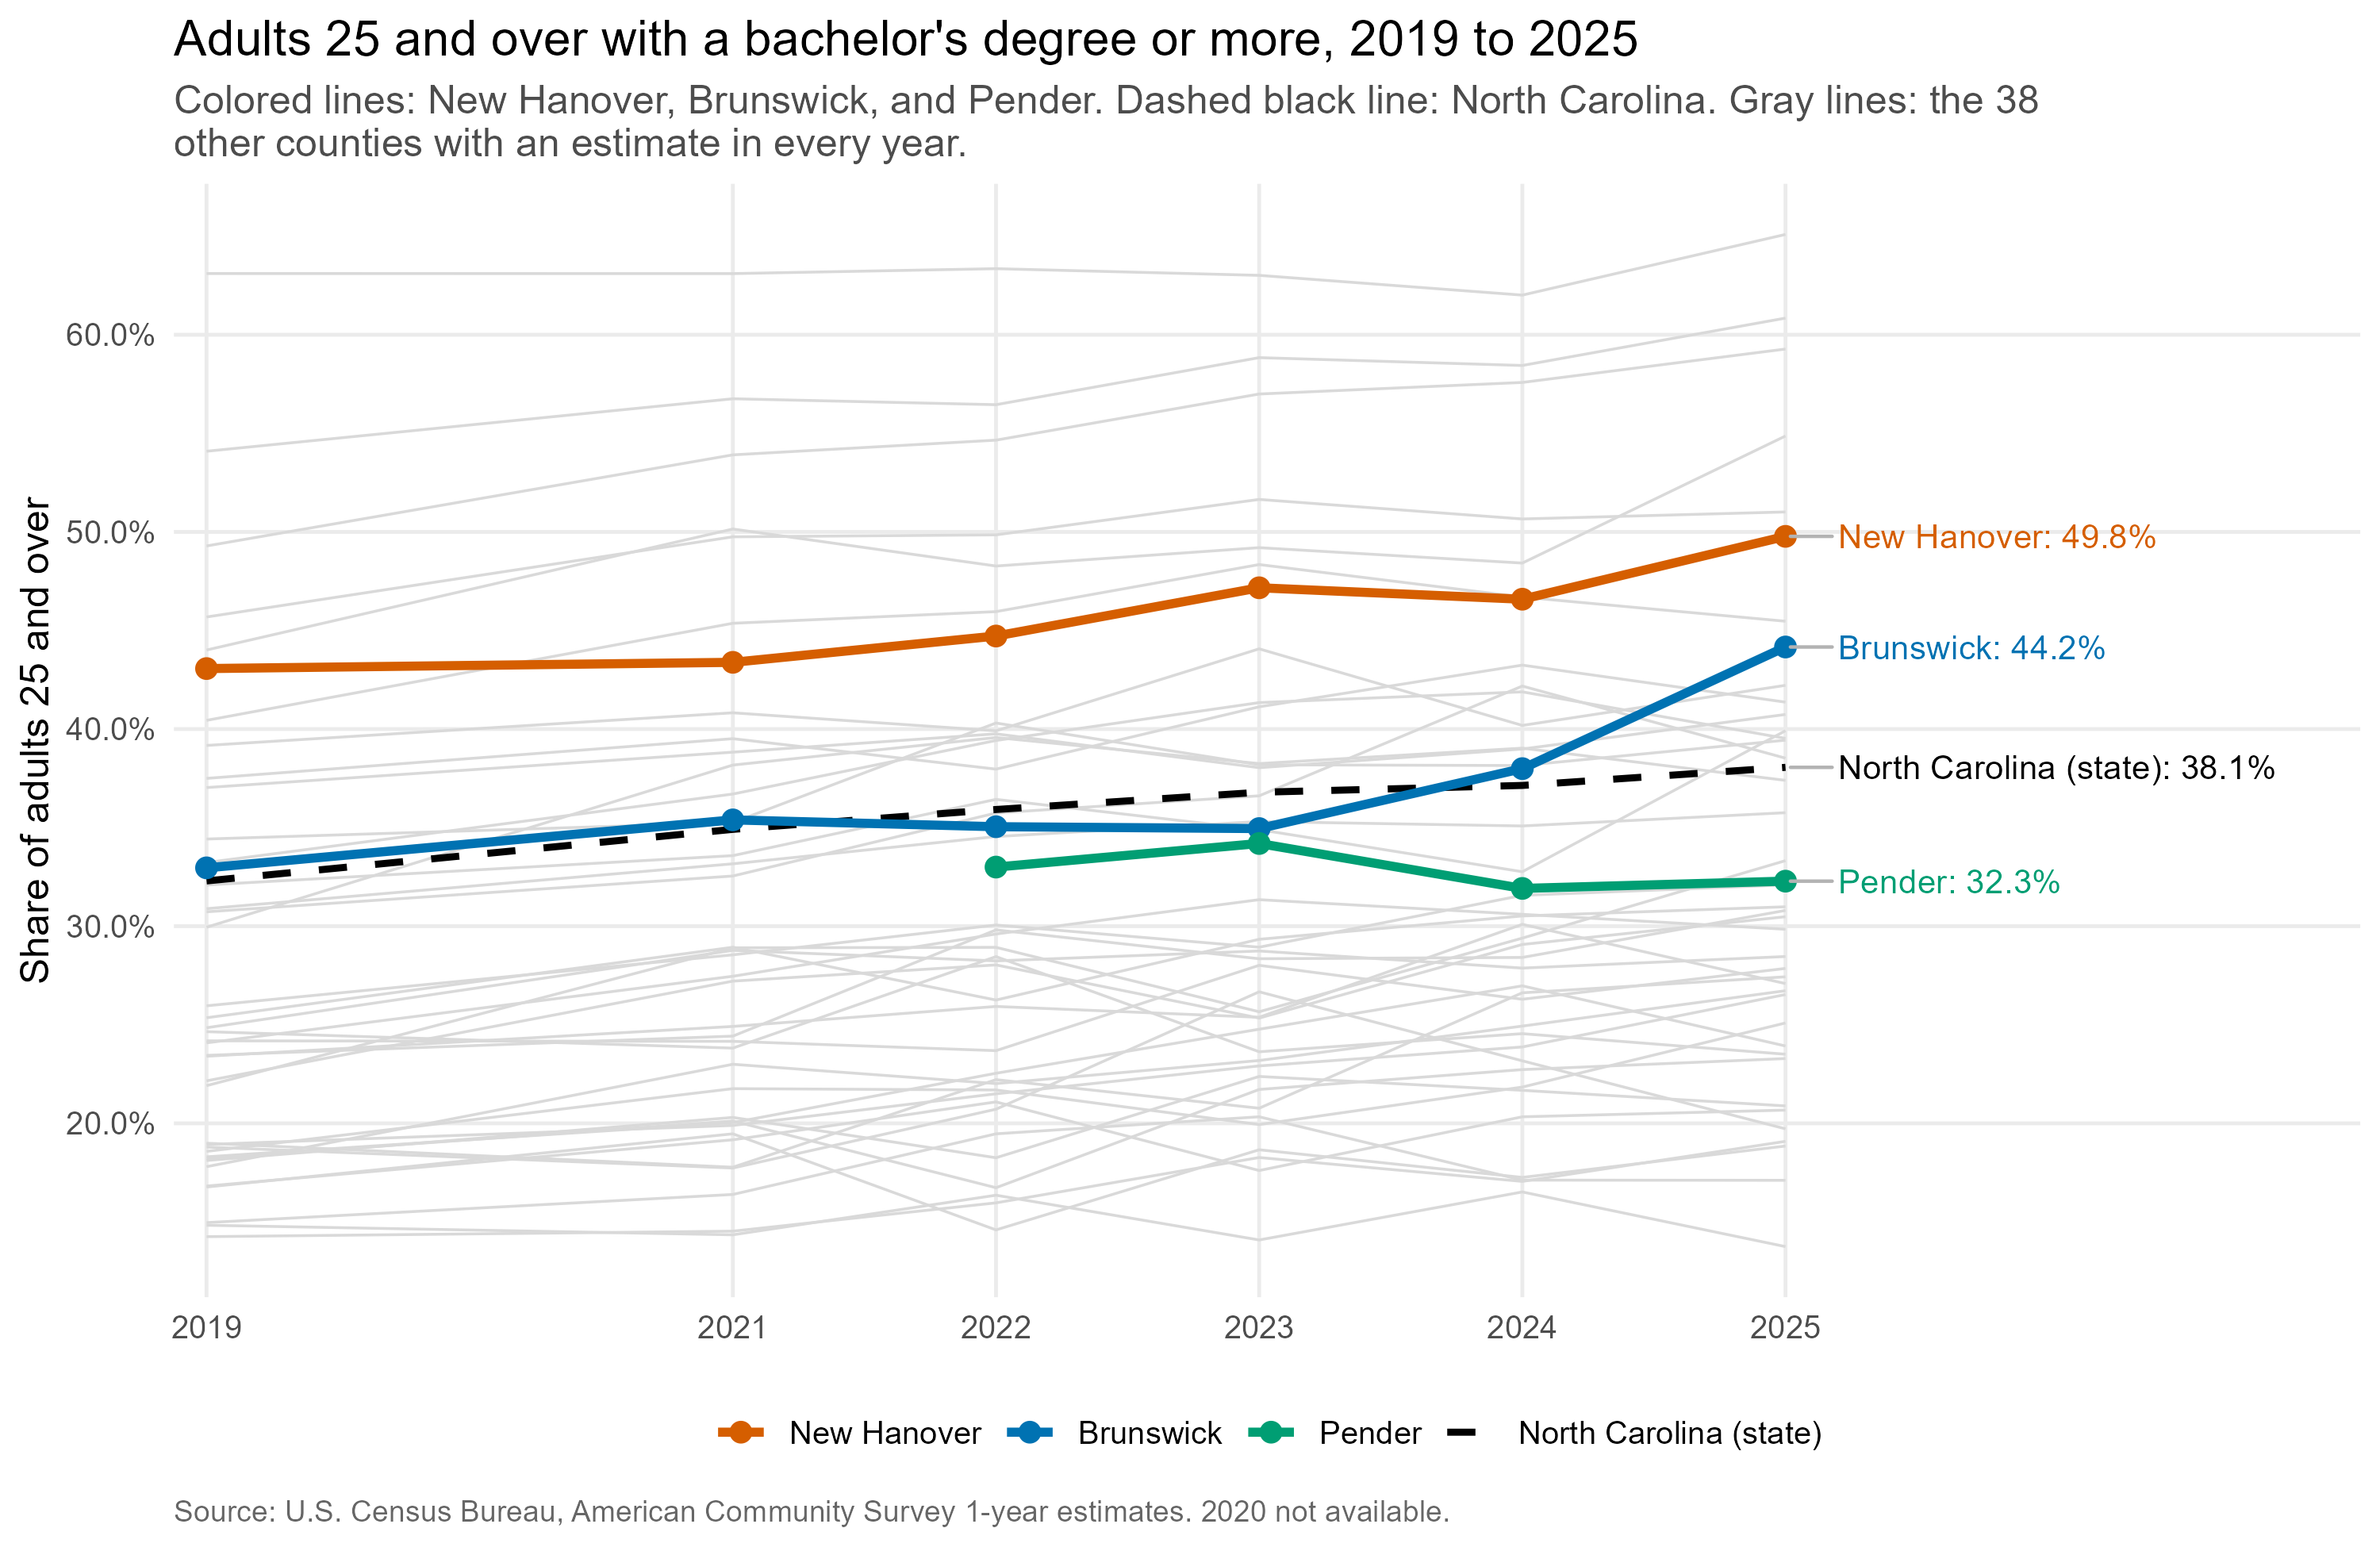 Adults 25 and over with a bachelor's degree or more, 2019 to 2025
Colored lines: New Hanover, Brunswick, and Pender. Dashed black line: North Carolina. Gray lines: the 38
other counties with an estimate in every year.
Share of adults 25 and over
60.0%
50.0%
40.0%
30.0%
20.0%
New Hanover: 49.8%
Brunswick: 44.2%
North Carolina (state): 38.1%
Pender: 32.3%
2019 2021 2022 2023 2024 2025
New Hanover Brunswick Pender North Carolina (state)
Source: U.S. Census Bureau, American Community Survey 1-year estimates. 2020 not available.